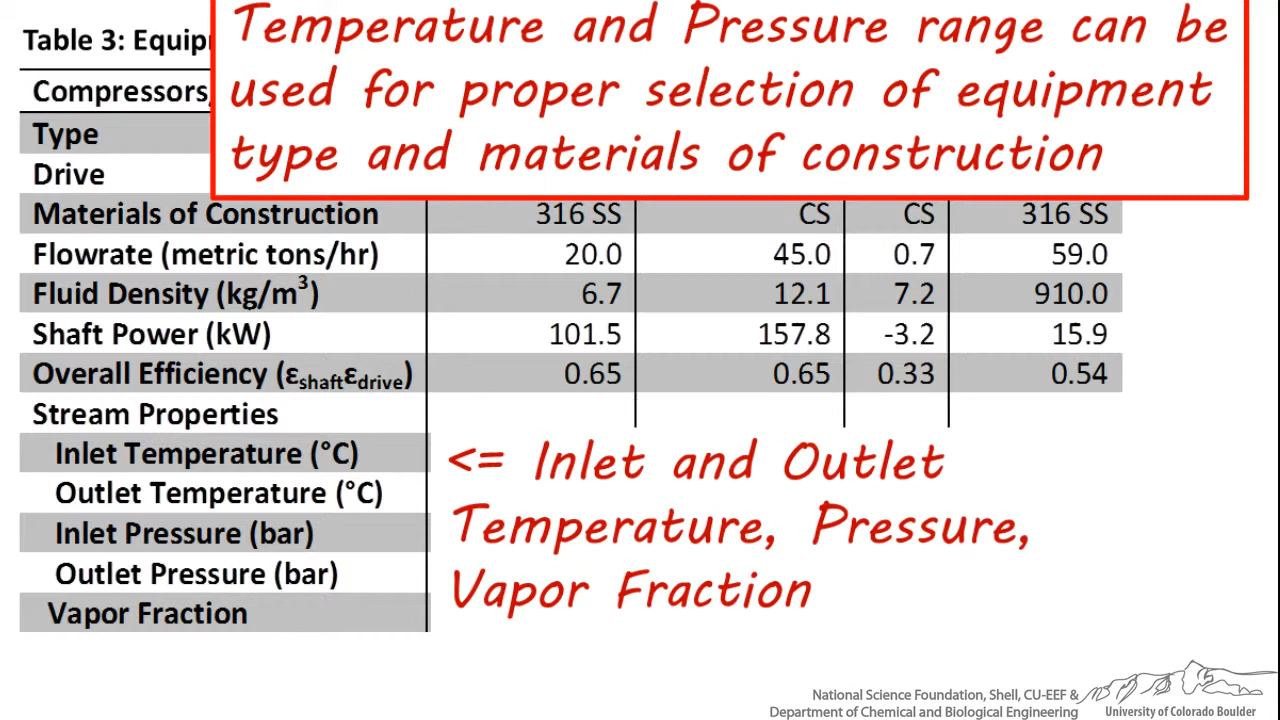 Temperature and Pressure range can be
used for proper selection of equipment
type and materials of construction
Table 3:
Compressors,
Type
Drive
Materials of Construction 316 SS CS CS 316 SS
Flowrate (metric tons/hr) 20.0 45.0 0.7 59.0
Fluid Density (kg/m³) 6.7 12.1 7.2 910.0
Shaft Power (kW) 101.5 157.8 -3.2 15.9
Overall Efficiency (εshaftεdrive) 0.65 0.65 0.33 0.54
Stream Properties
Inlet Temperature (°C)
Outlet Temperature (°C)
Inlet Pressure (bar)
Outlet Pressure (bar)
Vapor Fraction
<= Inlet and Outlet
Temperature, Pressure,
Vapor Fraction
National Science Foundation, Shell, CU-EEF &
Department of Chemical and Biological Engineering
University of Colorado Boulder